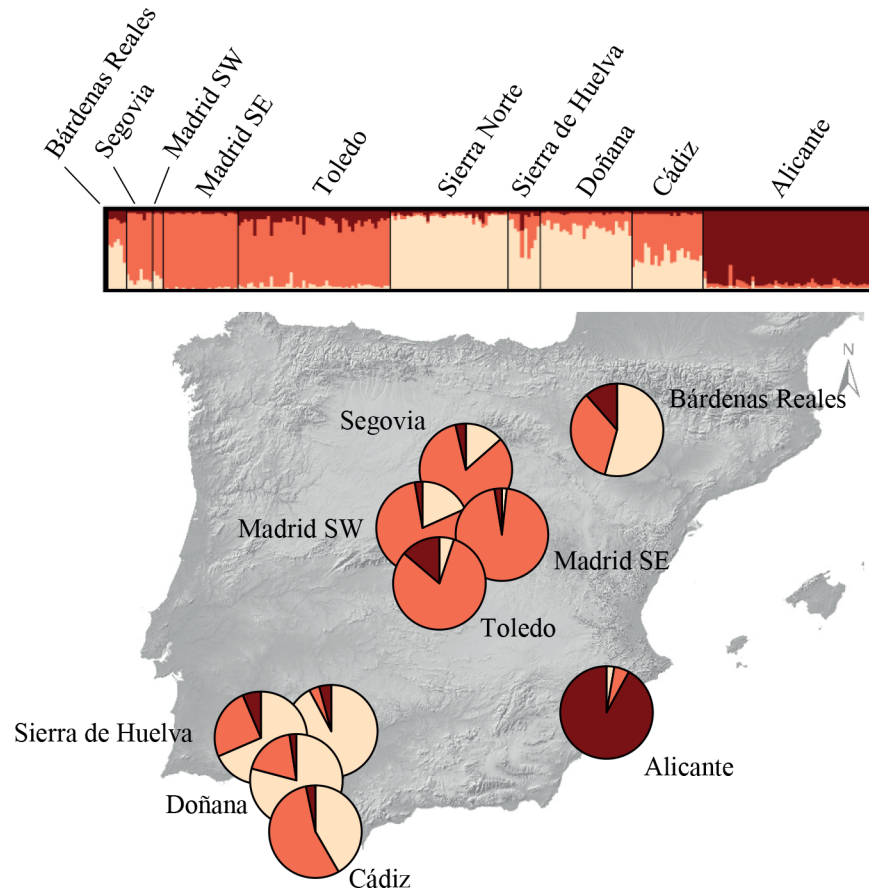 Bárdenas Reales
Segovia
Madrid SW
Madrid SE
Toledo
Sierra Norte
Sierra de Huelva
Doñana
Cádiz
Alicante
N
Bárdenas Reales
Segovia
Madrid SW
Madrid SE
Toledo
Sierra de Huelva
Doñana
Alicante
Cádiz